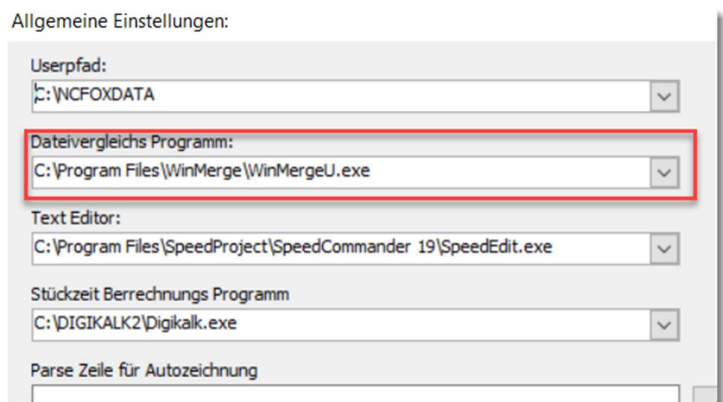 Allgemeine Einstellungen:
Userpfad:
C:\NCFOXDATA
Dateivergleichs Programm:
C:\Program Files\WinMerge\WinMergeU.exe
Text Editor:
C:\Program Files\SpeedProject\SpeedCommander 19\SpeedEdit.exe
Stückzeit Berrechnungs Programm
C:\DIGIKALK2\Digikalk.exe
Parse Zeile für Autozeichnung